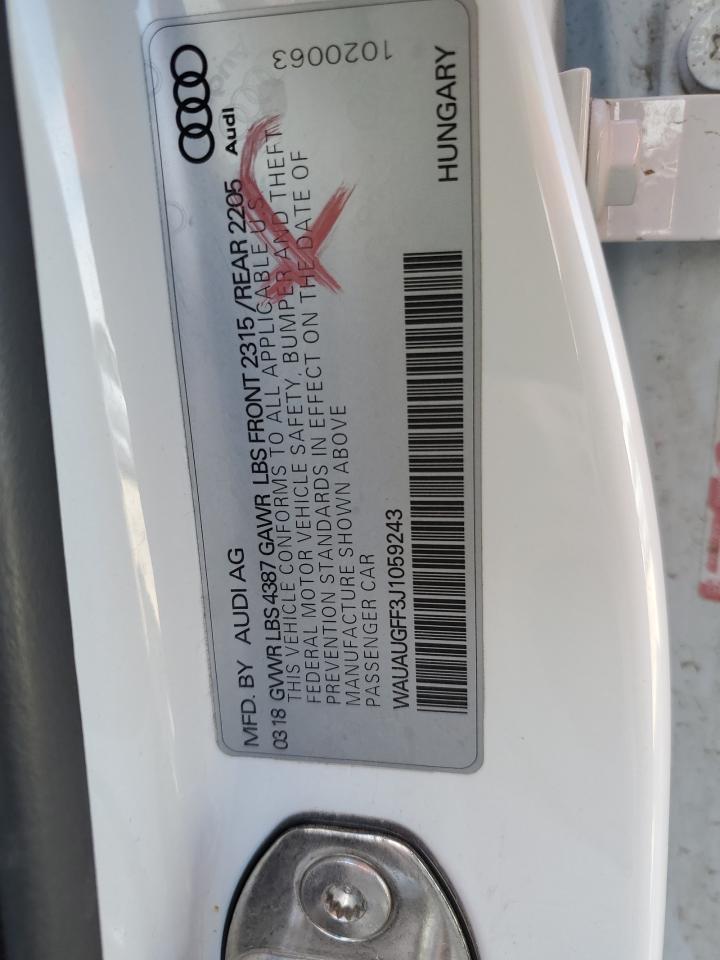 Audi
1020063
MFD. BY AUDI AG
03 18 GVWR LBS 4387 GAWR LBS FRONT 2315 /REAR 2205
THIS VEHICLE CONFORMS TO ALL APPLICABLE U.S.
FEDERAL MOTOR VEHICLE SAFETY, BUMPER AND THEFT
PREVENTION STANDARDS IN EFFECT ON THE DATE OF
MANUFACTURE SHOWN ABOVE
PASSENGER CAR
HUNGARY
WAUAUGFF3J1059243